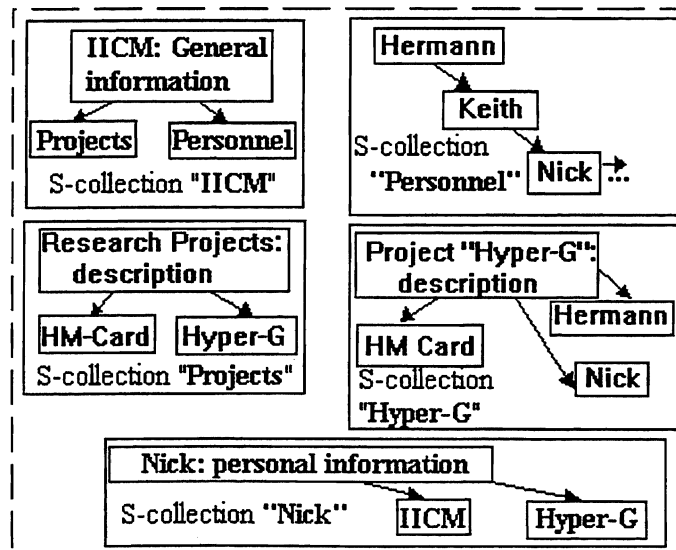 IICM: General
information
Projects
Personnel
S-collection "IICM"
Hermann
Keith
S-collection
"Personnel"
Nick
...
Research Projects:
description
HM-Card
Hyper-G
S-collection "Projects"
Project "Hyper-G":
description
Hermann
HM Card
Nick
S-collection
"Hyper-G"
Nick: personal information
S-collection "Nick"
IICM
Hyper-G